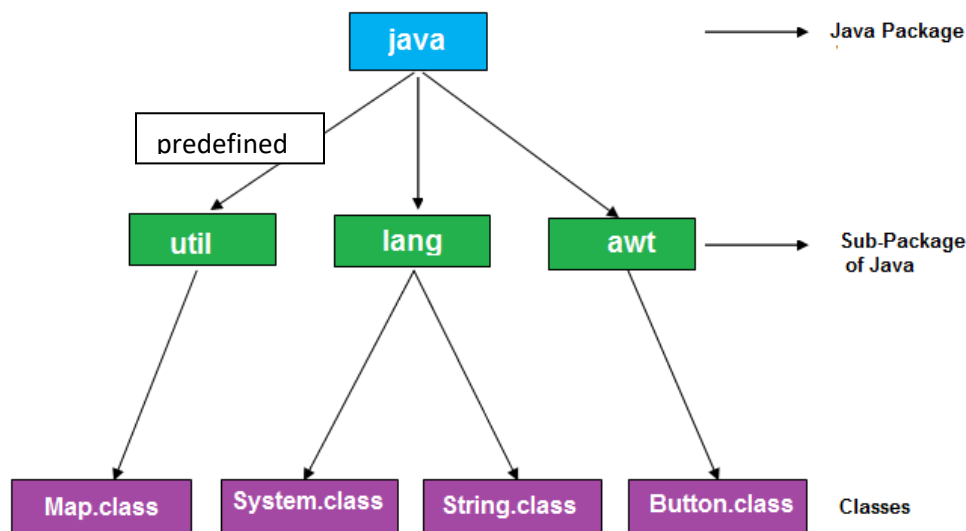 java
Java Package
predefined
util
lang
awt
Sub-Package
of Java
Map.class
System.class
String.class
Button.class
Classes